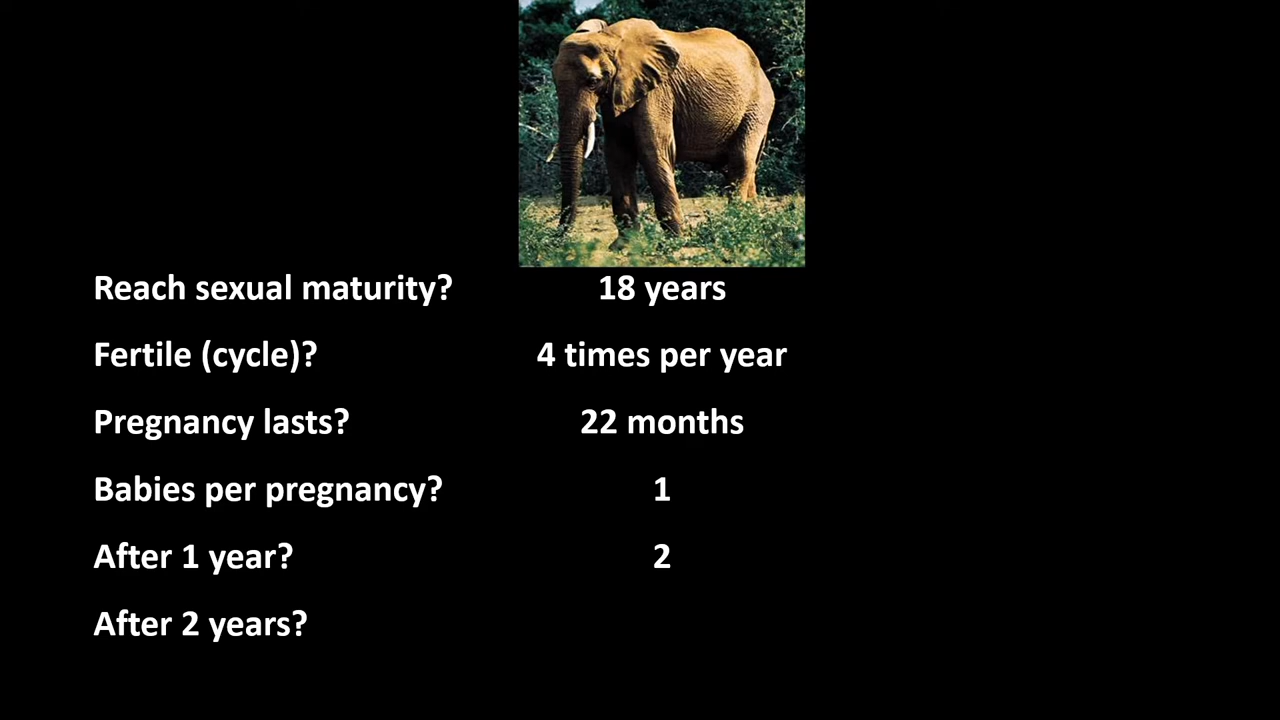 Reach sexual maturity? 18 years
Fertile (cycle)? 4 times per year
Pregnancy lasts? 22 months
Babies per pregnancy? 1
After 1 year? 2
After 2 years?